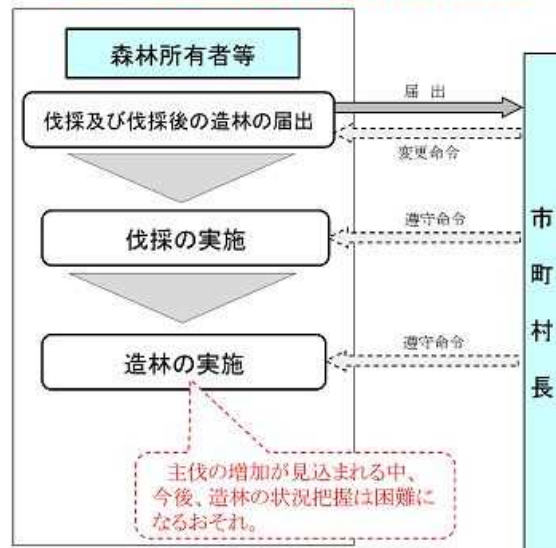 森林所有者等
伐採及び伐採後の造林の届出
届 出
変更命令
伐採の実施
遵守命令
造林の実施
遵守命令
主伐の増加が見込まれる中、
今後、造林の状況把握は困難に
なるおそれ。
市
町
村
長